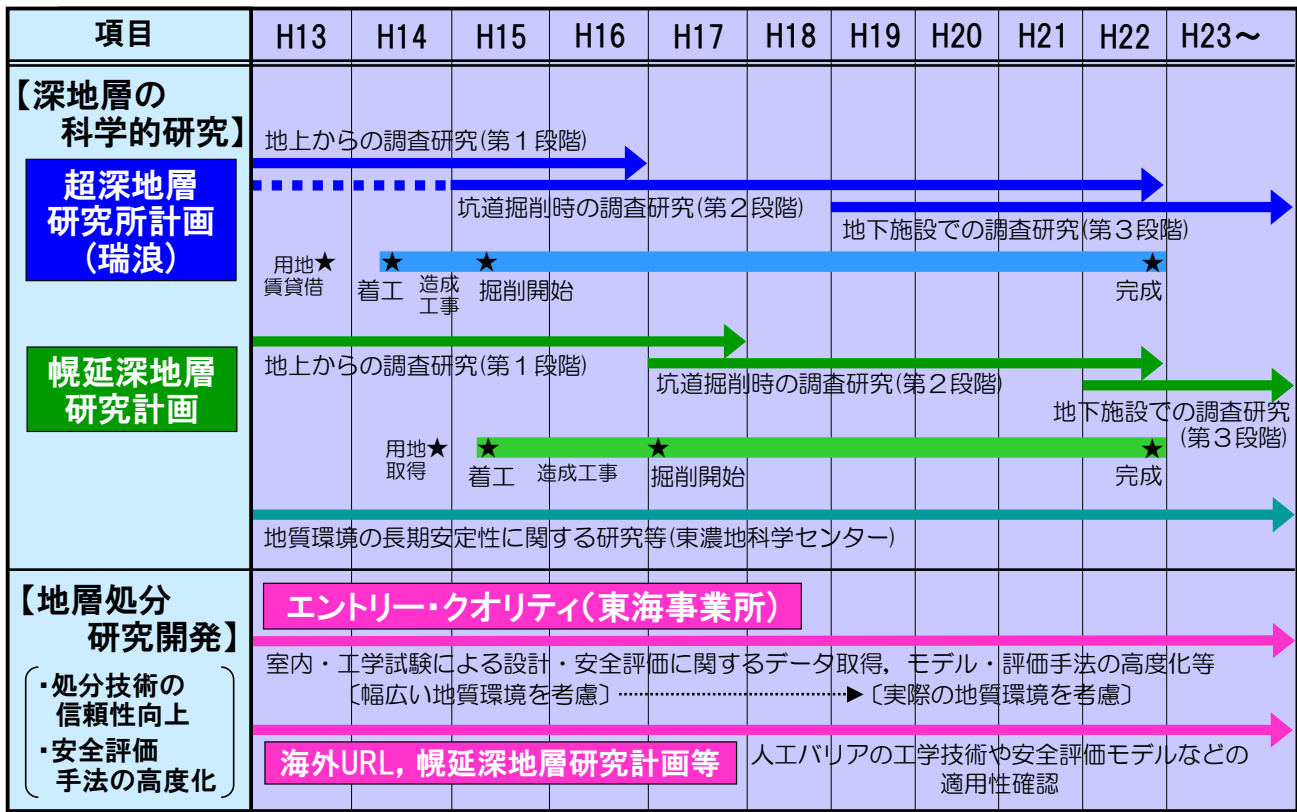 項目 H13 H14 H15 H16 H17 H18 H19 H20 H21 H22 H23～
【深地層の
科学的研究】
超深地層
研究所計画
(瑞浪)
地上からの調査研究(第１段階)
坑道掘削時の調査研究(第２段階)
地下施設での調査研究(第３段階)
用地★
賃貸借
★
着工
造成
工事
★
掘削開始
★
完成
幌延深地層
研究計画
地上からの調査研究(第１段階)
坑道掘削時の調査研究(第２段階)
地下施設での調査研究
(第３段階)
用地★
取得
★
着工
造成工事
★
掘削開始
★
完成
地質環境の長期安定性に関する研究等(東濃地科学センター)
【地層処分
研究開発】
・処分技術の
信頼性向上
・安全評価
手法の高度化
エントリー・クオリティ(東海事業所)
室内・工学試験による設計・安全評価に関するデータ取得，モデル・評価手法の高度化等
〔幅広い地質環境を考慮〕 〔実際の地質環境を考慮〕
海外URL，幌延深地層研究計画等
人工バリアの工学技術や安全評価モデルなどの
適用性確認